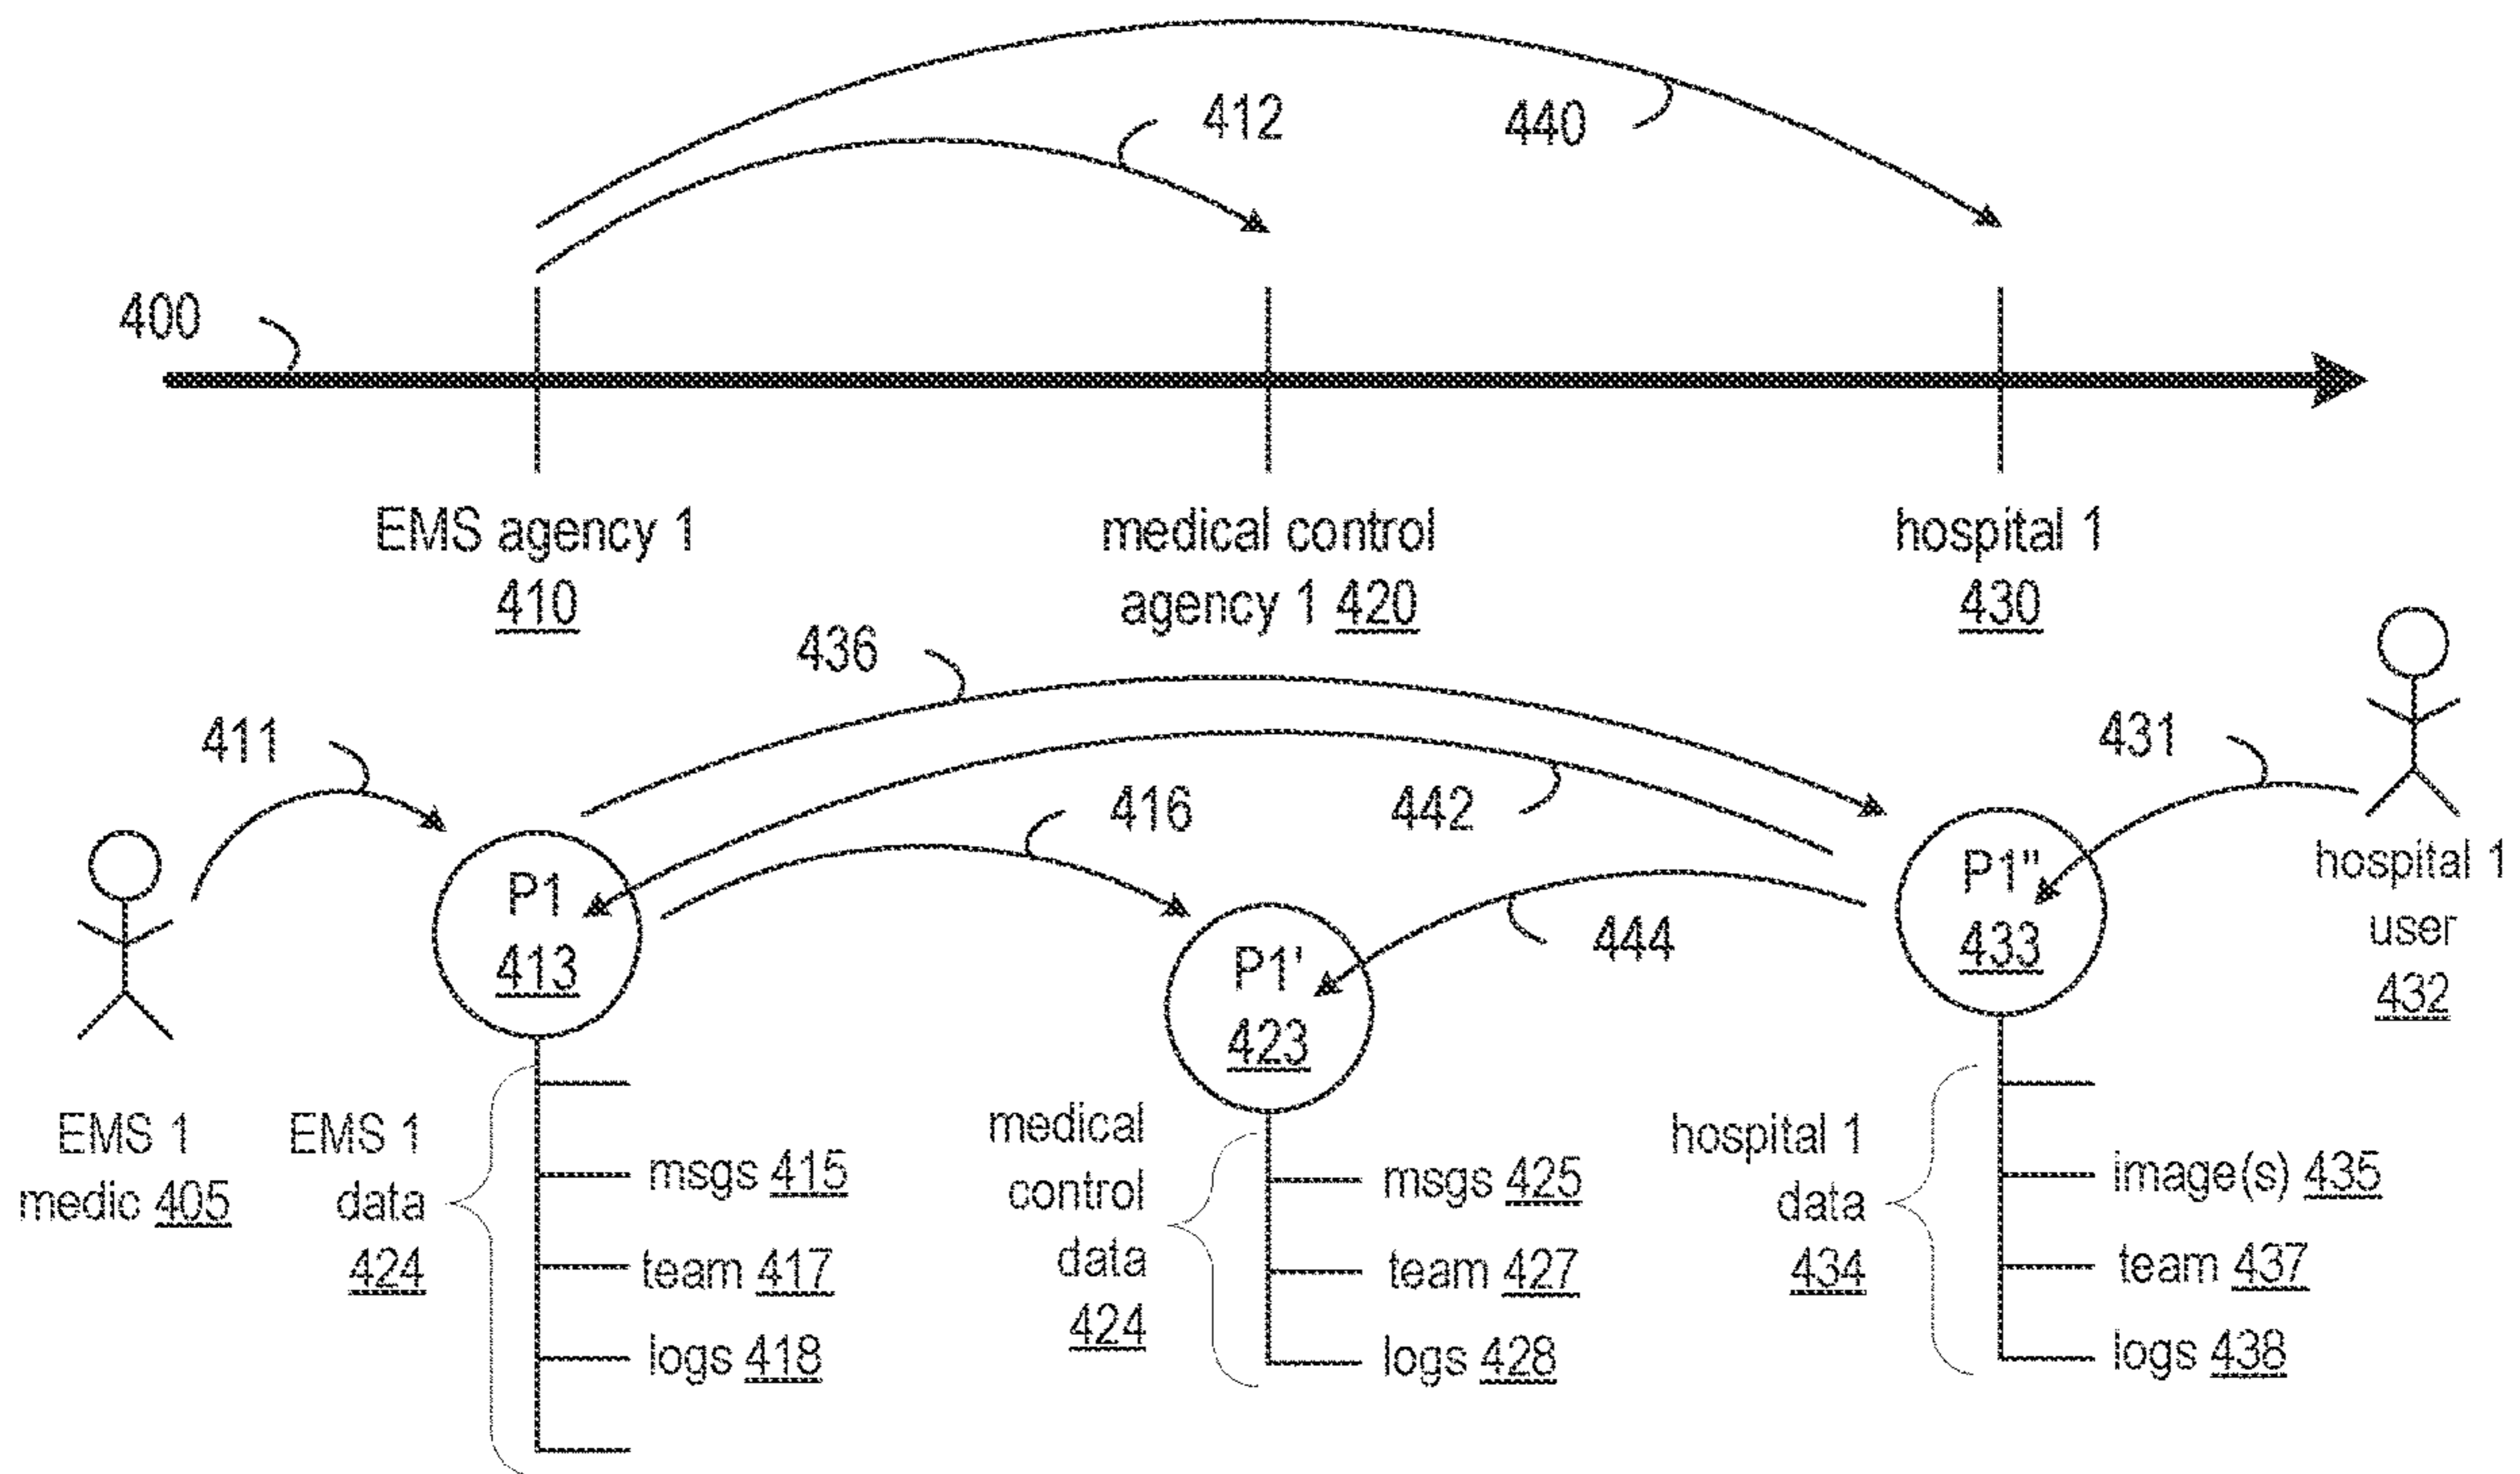 412
440
400
EMS agency 1
410
medical control
agency 1 420
hospital 1
430
436
411
416
442
431
444
P1
413
P1'
423
P1"
433
hospital 1
user
432
EMS 1
medic 405
EMS 1
data
424
msgs 415
team 417
logs 418
medical
control
data
424
msgs 425
team 427
logs 428
hospital 1
data
434
image(s) 435
team 437
logs 438